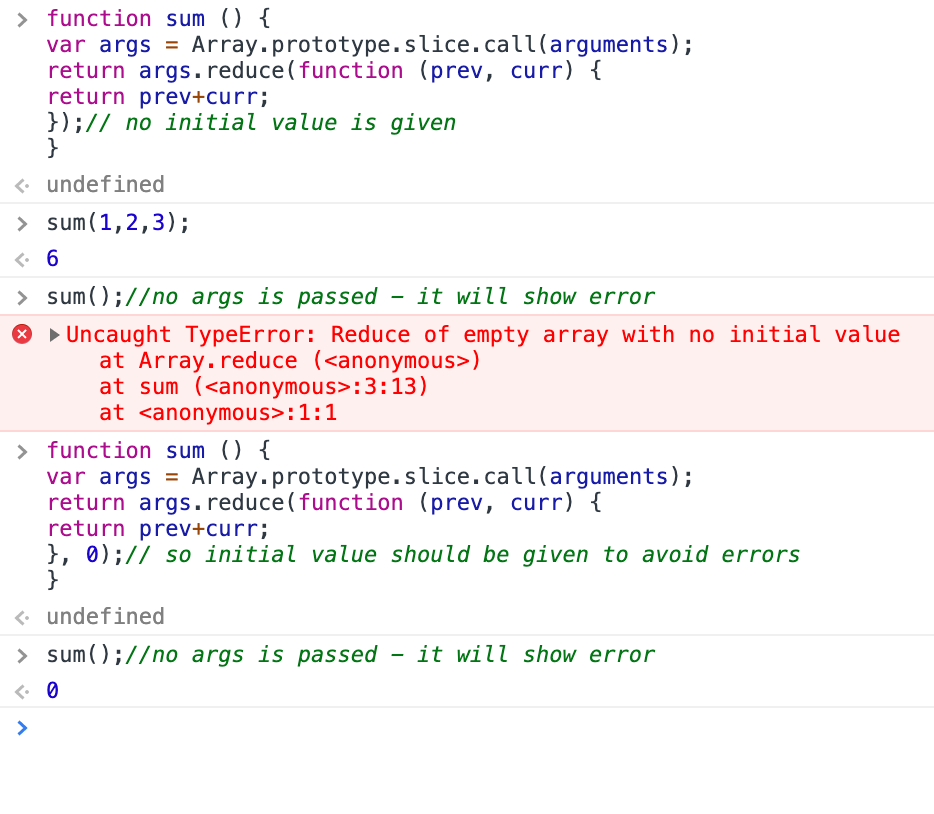 function sum () {
var args = Array.prototype.slice.call(arguments);
return args.reduce(function (prev, curr) {
return prev+curr;
});// no initial value is given
}
undefined
sum(1,2,3);
6
sum();//no args is passed – it will show error
Uncaught TypeError: Reduce of empty array with no initial value
at Array.reduce (<anonymous>)
at sum (<anonymous>:3:13)
at <anonymous>:1:1
function sum () {
var args = Array.prototype.slice.call(arguments);
return args.reduce(function (prev, curr) {
return prev+curr;
}, 0);// so initial value should be given to avoid errors
}
undefined
sum();//no args is passed – it will show error
0